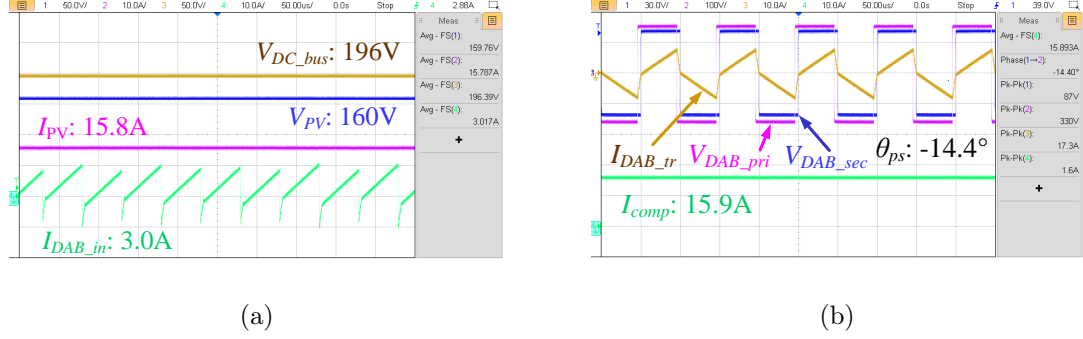 1 50.0V/ 2 10.0A/ 3 50.0V/ 4 10.0A/ 50.00us/ 0.0s Stop 4 2.88A
Meas
Avg - FS(1):
159.76V
Avg - FS(2):
15.787A
Avg - FS(3):
196.39V
Avg - FS(4):
3.017A
+
V_DC_bus: 196V
V_PV: 160V
I_PV: 15.8A
I_DAB_in: 3.0A
(a)
1 30.0V/ 2 100V/ 3 10.0A/ 4 10.0A/ 50.00us/ 0.0s Stop 1 39.0V
Meas
Avg - FS(4):
15.893A
Phase(1→2):
-14.40°
Pk-Pk(1):
87V
Pk-Pk(2):
330V
Pk-Pk(3):
17.3A
Pk-Pk(4):
1.6A
+
I_DAB_tr V_DAB_pri V_DAB_sec θ_ps: -14.4°
I_comp: 15.9A
(b)